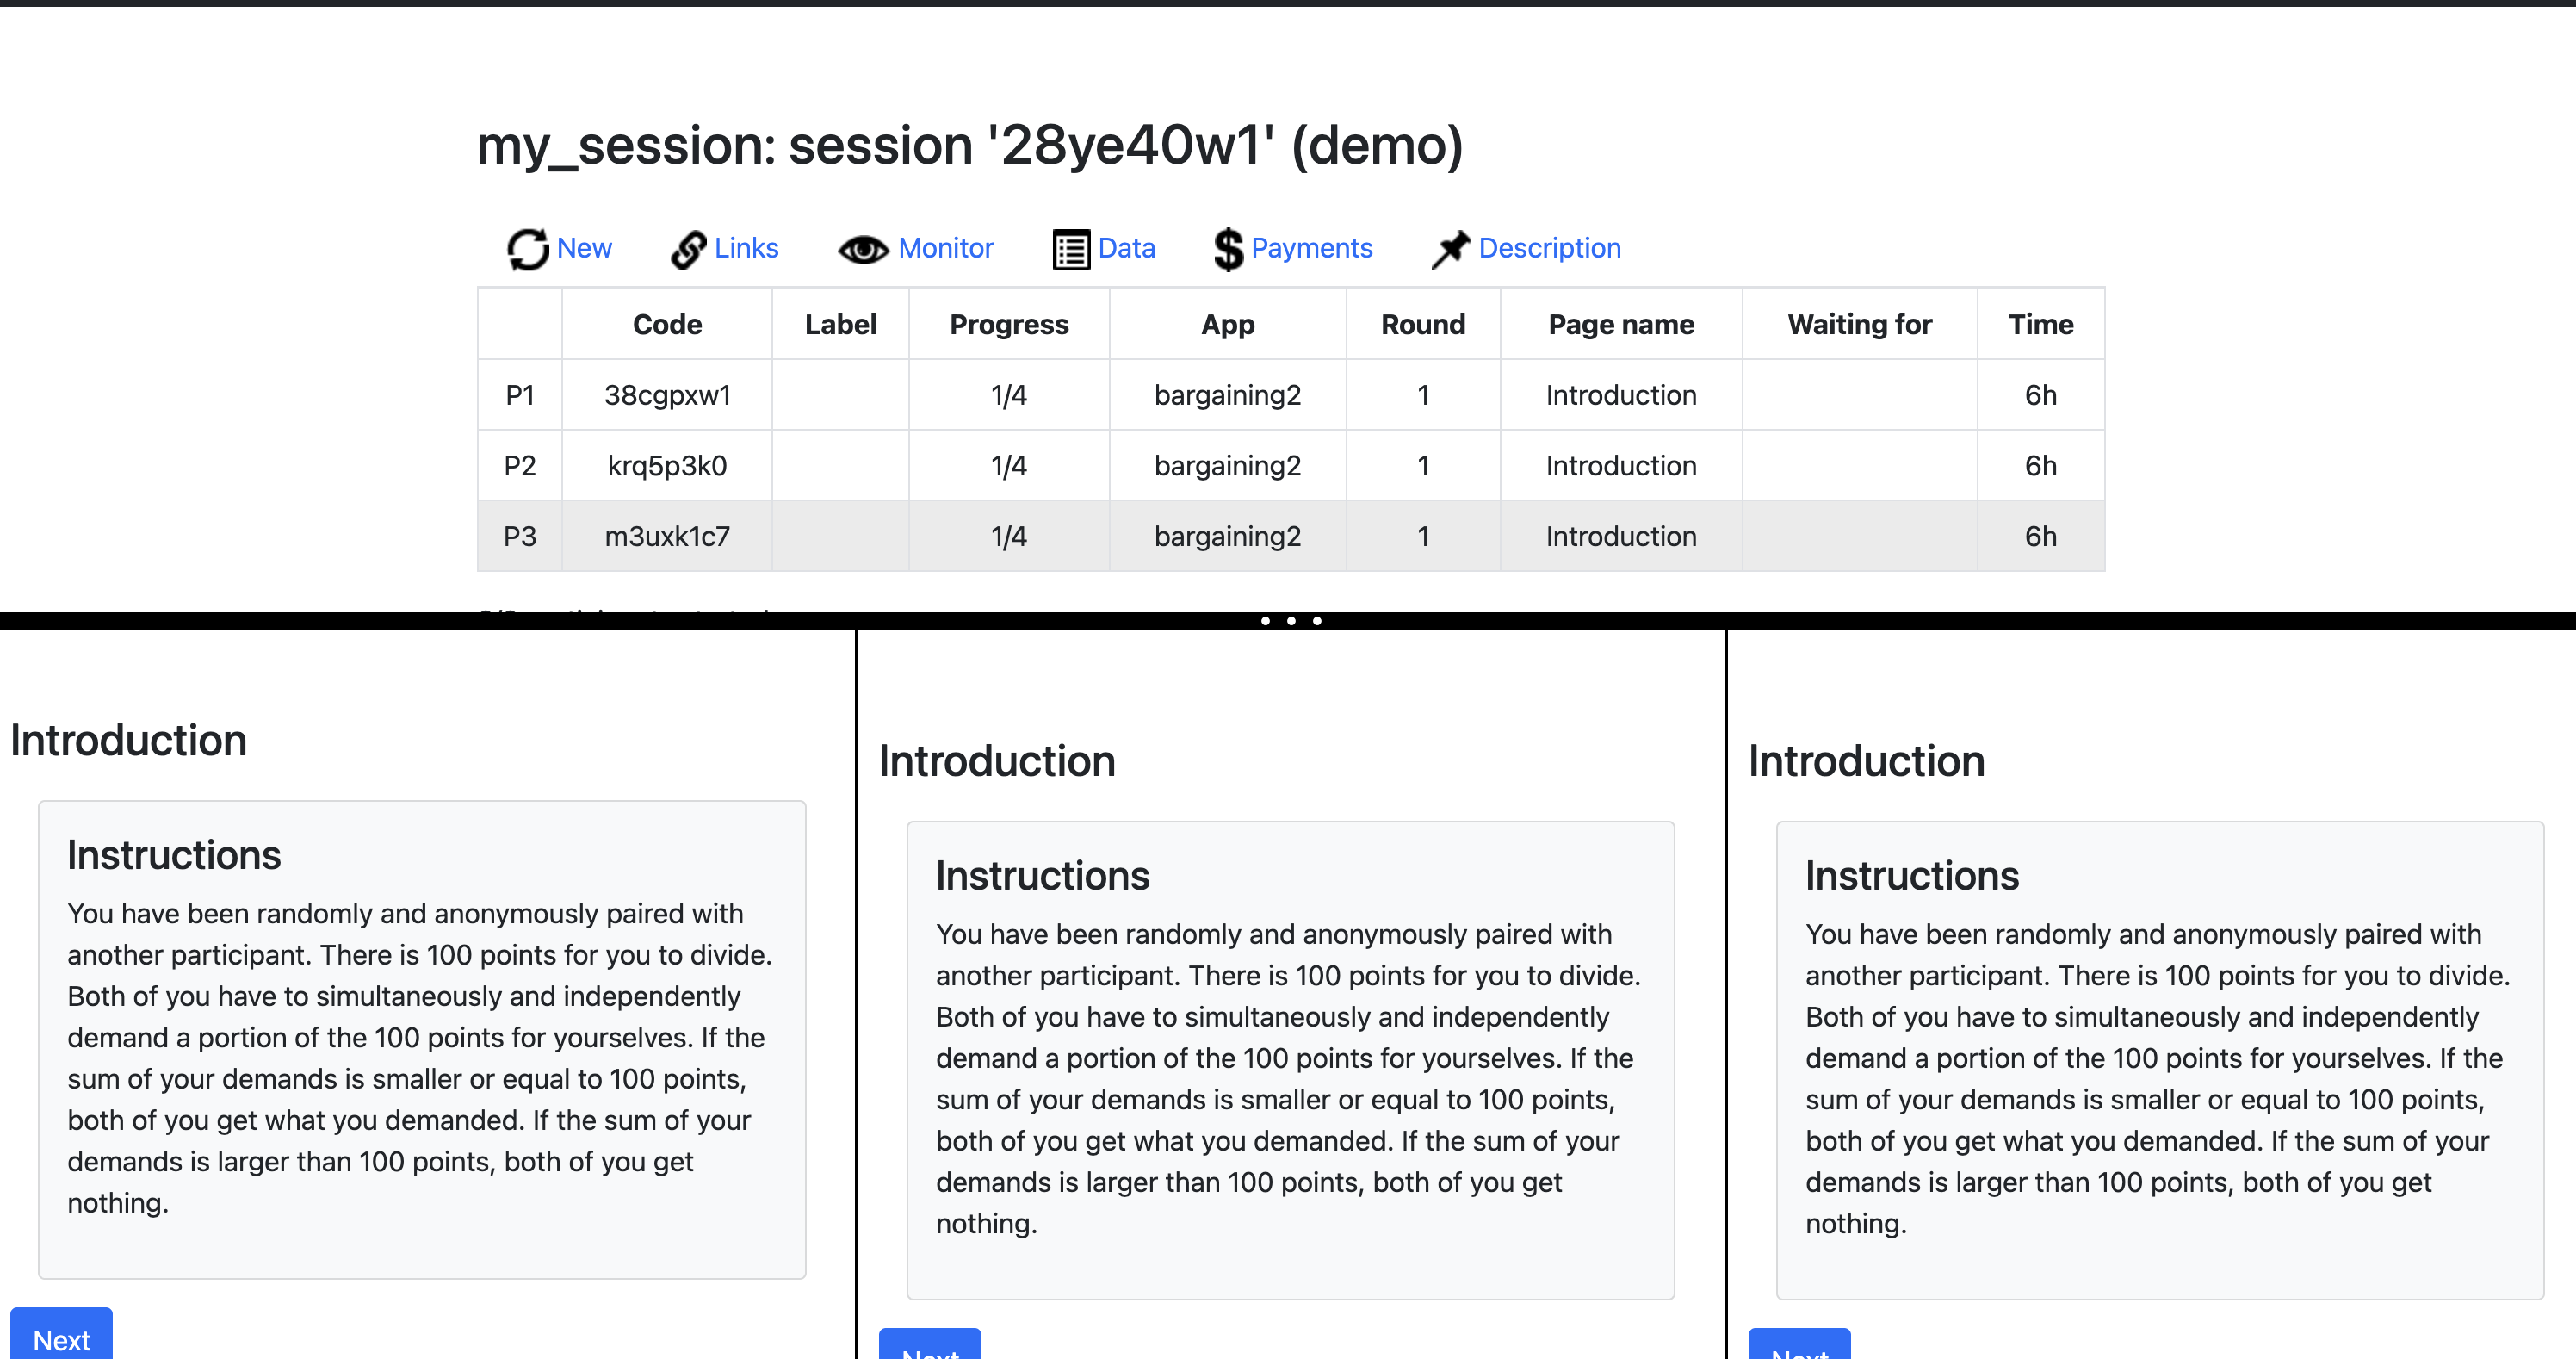 my_session: session '28ye40w1' (demo)
New Links Monitor Data Payments Description
Code Label Progress App Round Page name Waiting for Time
P1 38cgpxw1 1/4 bargaining2 1 Introduction 6h
P2 krq5p3k0 1/4 bargaining2 1 Introduction 6h
P3 m3uxk1c7 1/4 bargaining2 1 Introduction 6h
Introduction
Instructions
You have been randomly and anonymously paired with
another participant. There is 100 points for you to divide.
Both of you have to simultaneously and independently
demand a portion of the 100 points for yourselves. If the
sum of your demands is smaller or equal to 100 points,
both of you get what you demanded. If the sum of your
demands is larger than 100 points, both of you get
nothing.
Next
Introduction
Instructions
You have been randomly and anonymously paired with
another participant. There is 100 points for you to divide.
Both of you have to simultaneously and independently
demand a portion of the 100 points for yourselves. If the
sum of your demands is smaller or equal to 100 points,
both of you get what you demanded. If the sum of your
demands is larger than 100 points, both of you get
nothing.
Next
Introduction
Instructions
You have been randomly and anonymously paired with
another participant. There is 100 points for you to divide.
Both of you have to simultaneously and independently
demand a portion of the 100 points for yourselves. If the
sum of your demands is smaller or equal to 100 points,
both of you get what you demanded. If the sum of your
demands is larger than 100 points, both of you get
nothing.
Next